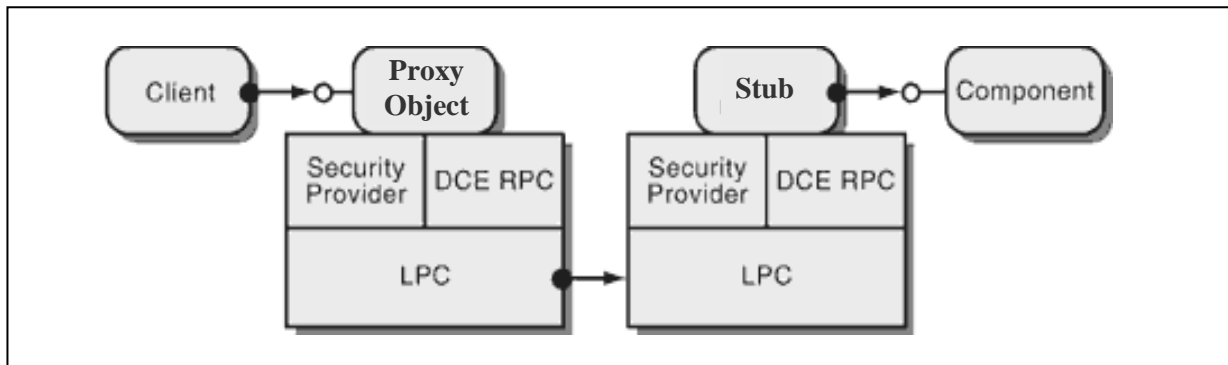 Client
Proxy
Object
Stub
Component
Security
Provider
DCE RPC
Security
Provider
DCE RPC
LPC
LPC